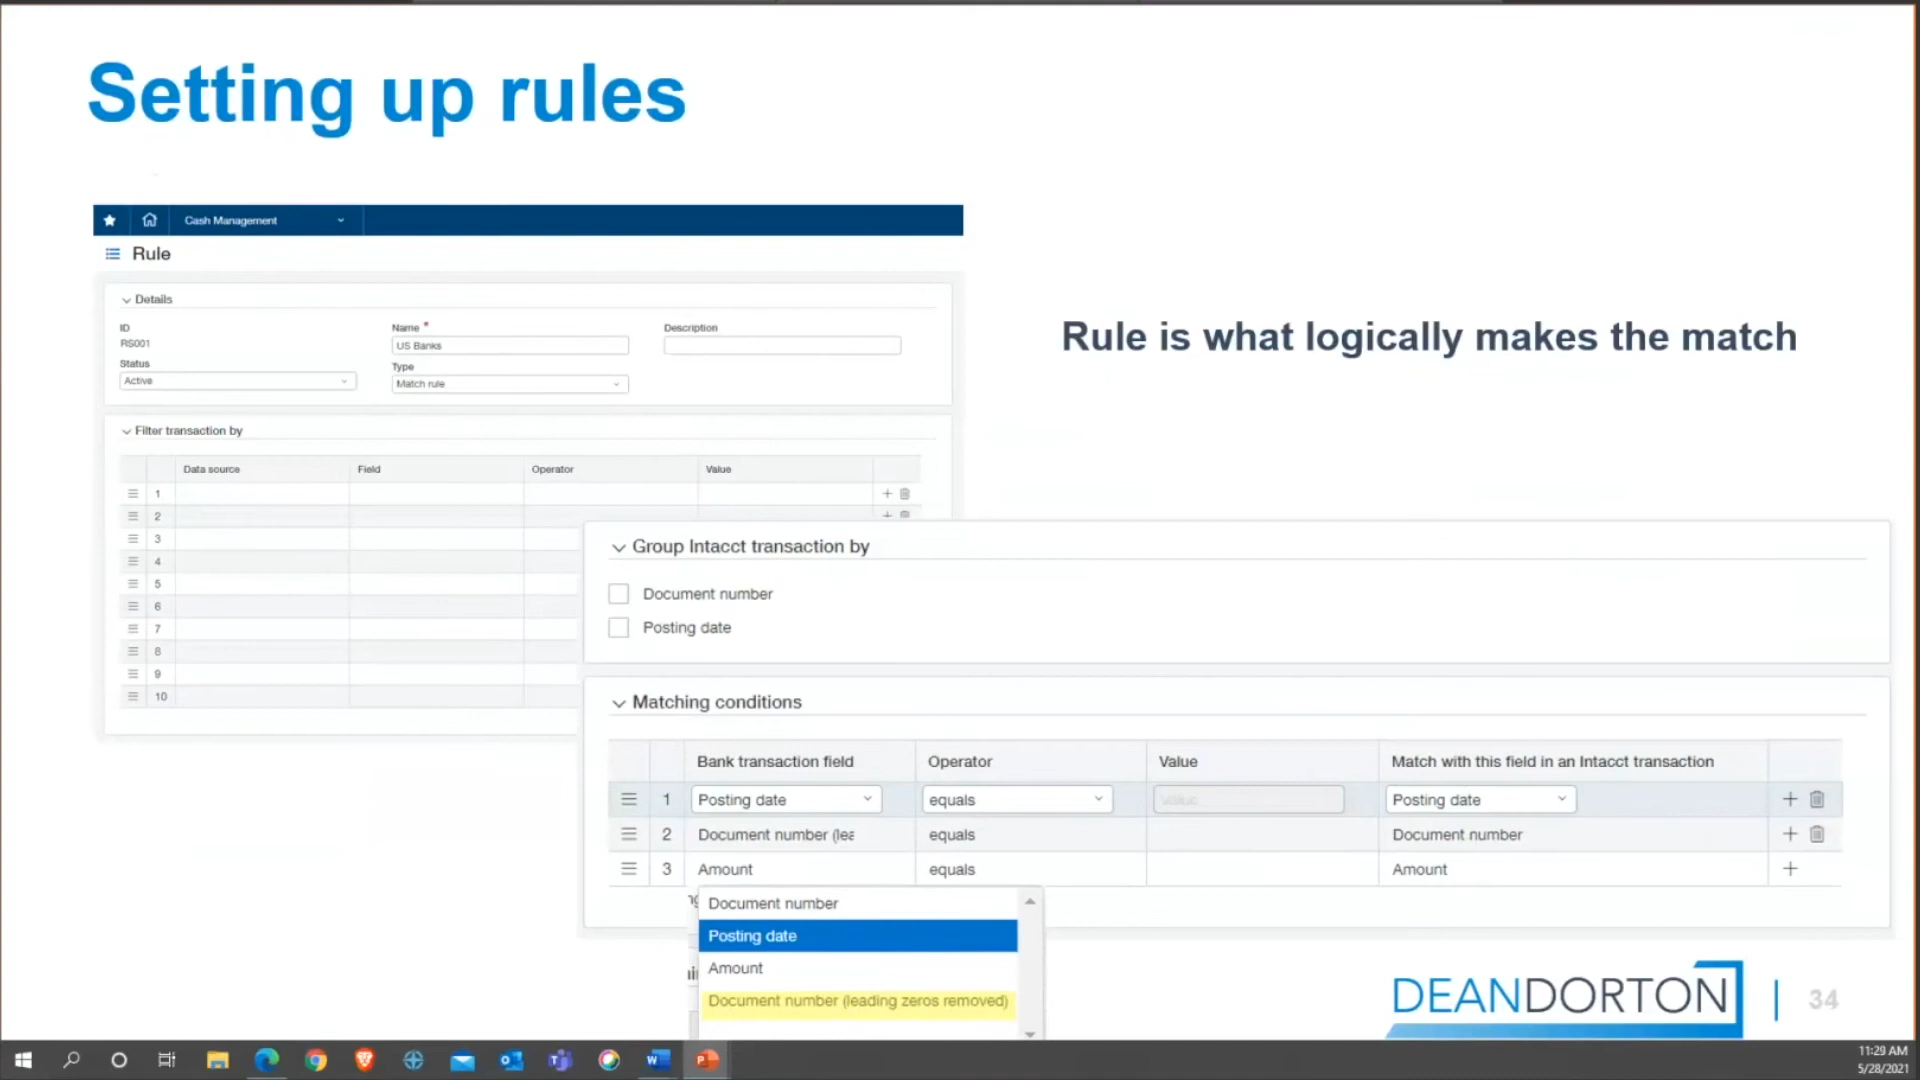 Setting up rules
Cash Management
Rule
Details
ID
RS001
Name *
US Banks
Description
Status
Active
Type
Match rule
Rule is what logically makes the match
Filter transaction by
Data source Field Operator Value
1
2
3
4
5
6
7
8
9
10
Group Intacct transaction by
Document number
Posting date
Matching conditions
Bank transaction field Operator Value Match with this field in an Intacct transaction
1 Posting date equals Value Posting date
2 Document number (lea equals Document number
3 Amount equals Amount
Document number
Posting date
Amount
Document number (leading zeros removed)
DEANDORTON | 34
11:29 AM
5/28/2021